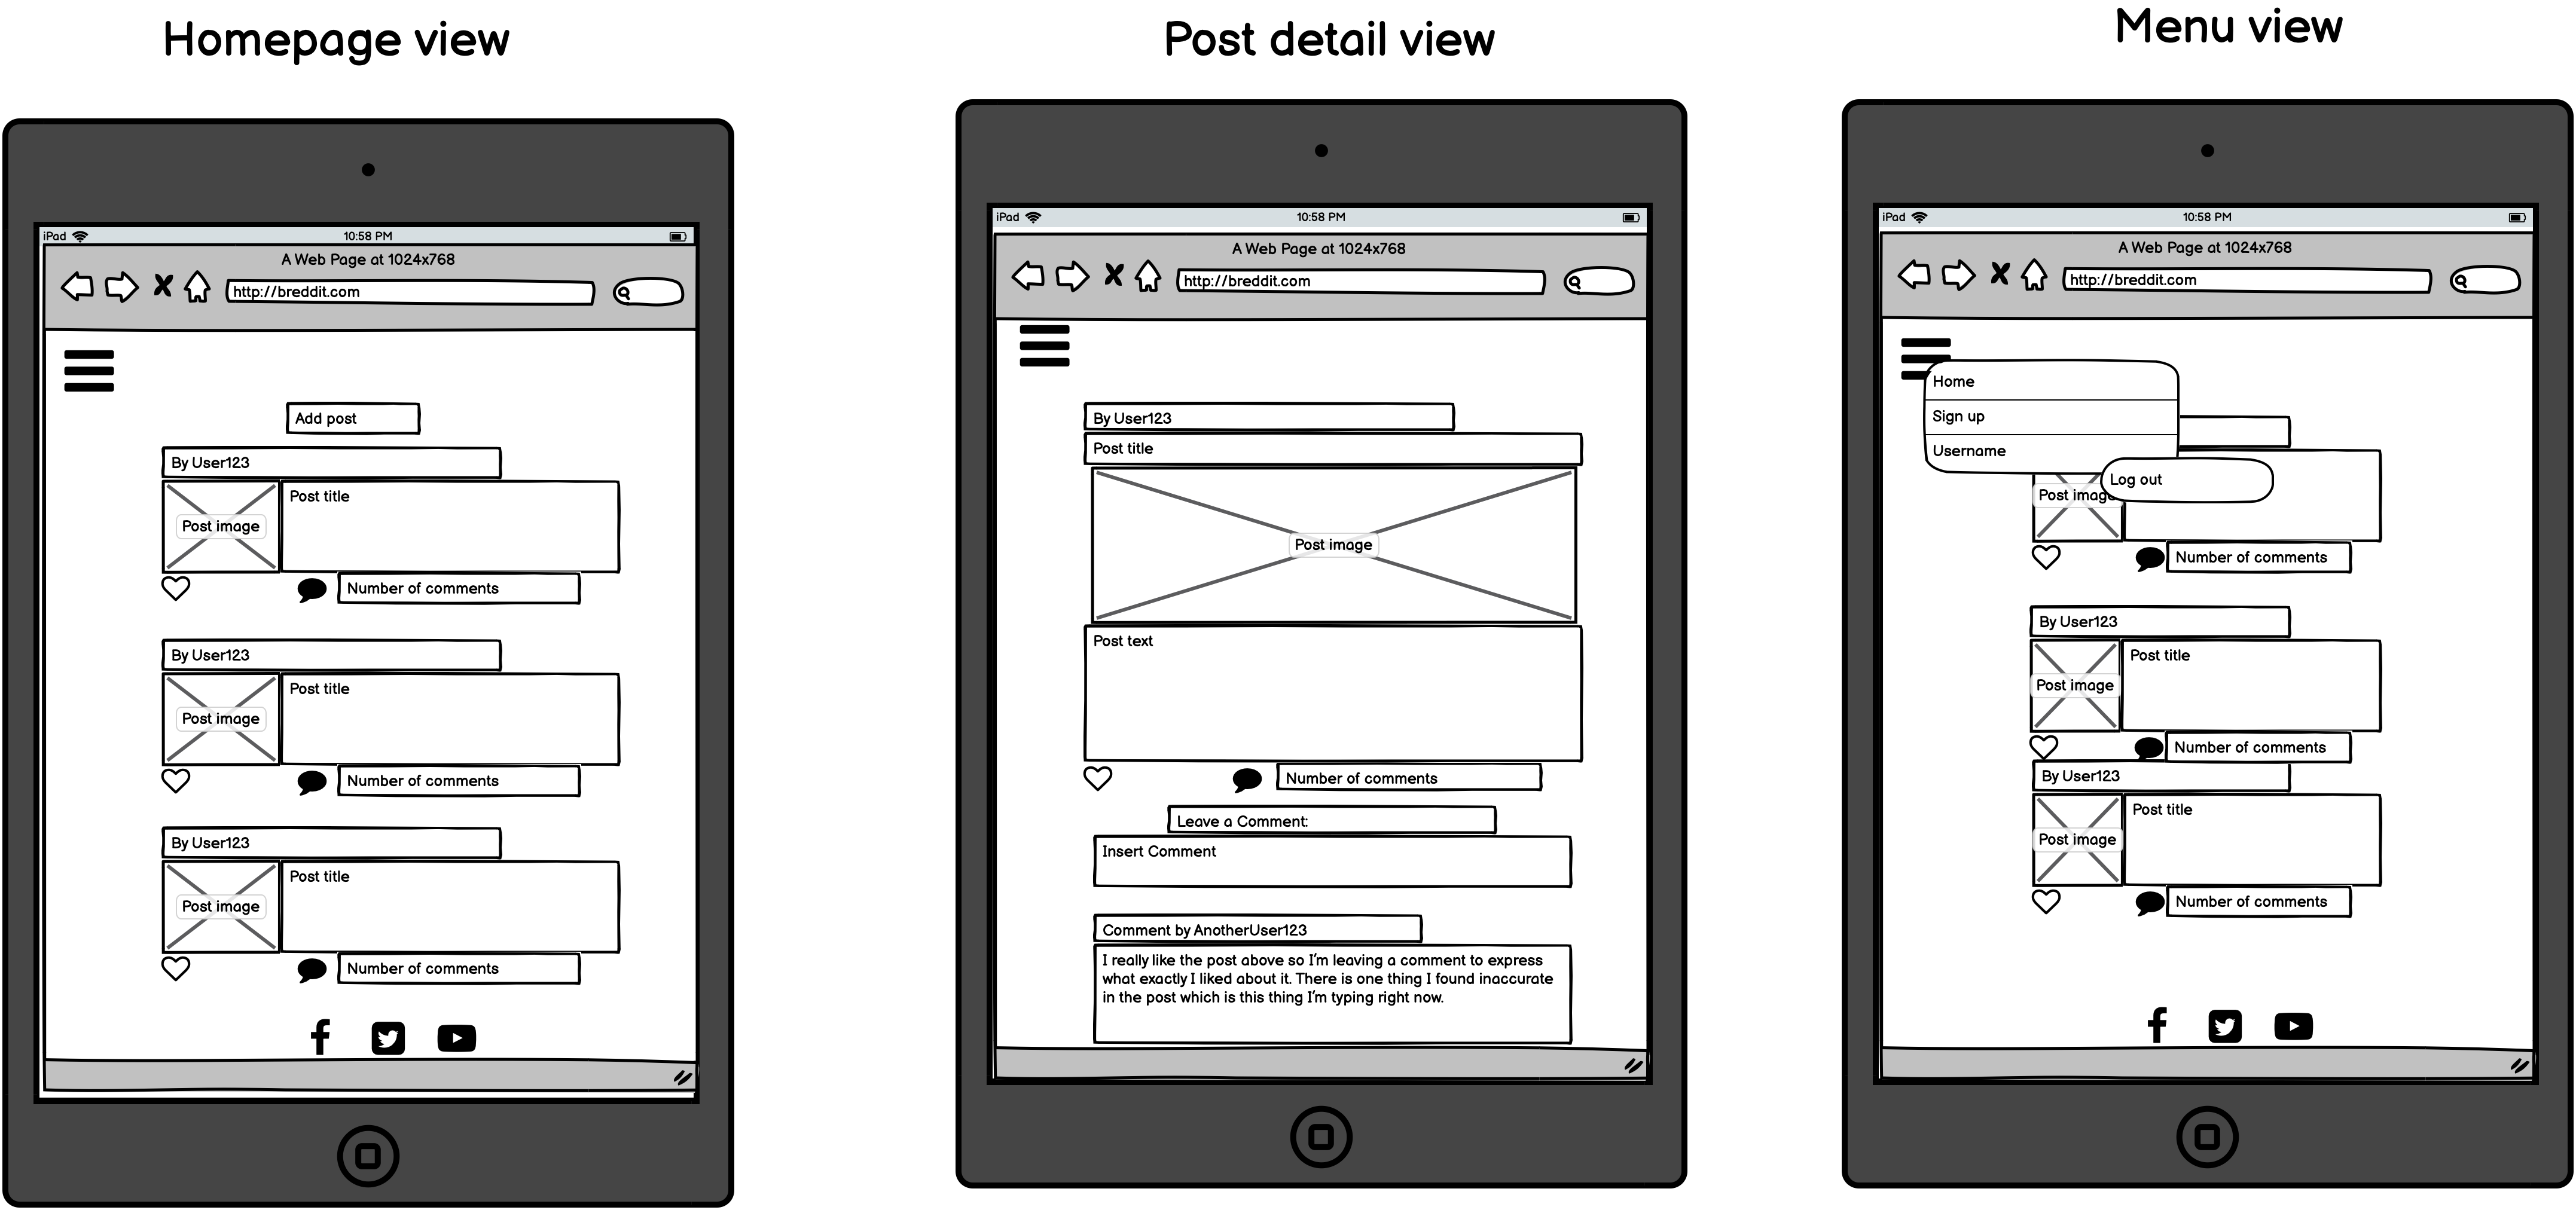 Homepage view
iPad
10:58 PM
A Web Page at 1024x768
http://breddit.com
Add post
By User123
Post image
Post title
Number of comments
By User123
Post image
Post title
Number of comments
By User123
Post image
Post title
Number of comments
Post detail view
iPad
10:58 PM
A Web Page at 1024x768
http://breddit.com
By User123
Post title
Post image
Post text
Number of comments
Leave a Comment:
Insert Comment
Comment by AnotherUser123
I really like the post above so I'm leaving a comment to express
what exactly I liked about it. There is one thing I found inaccurate
in the post which is this thing I'm typing right now.
Menu view
iPad
10:58 PM
A Web Page at 1024x768
http://breddit.com
Home
Sign up
Username
Log out
Post image
Number of comments
By User123
Post image
Post title
Number of comments
By User123
Post image
Post title
Number of comments